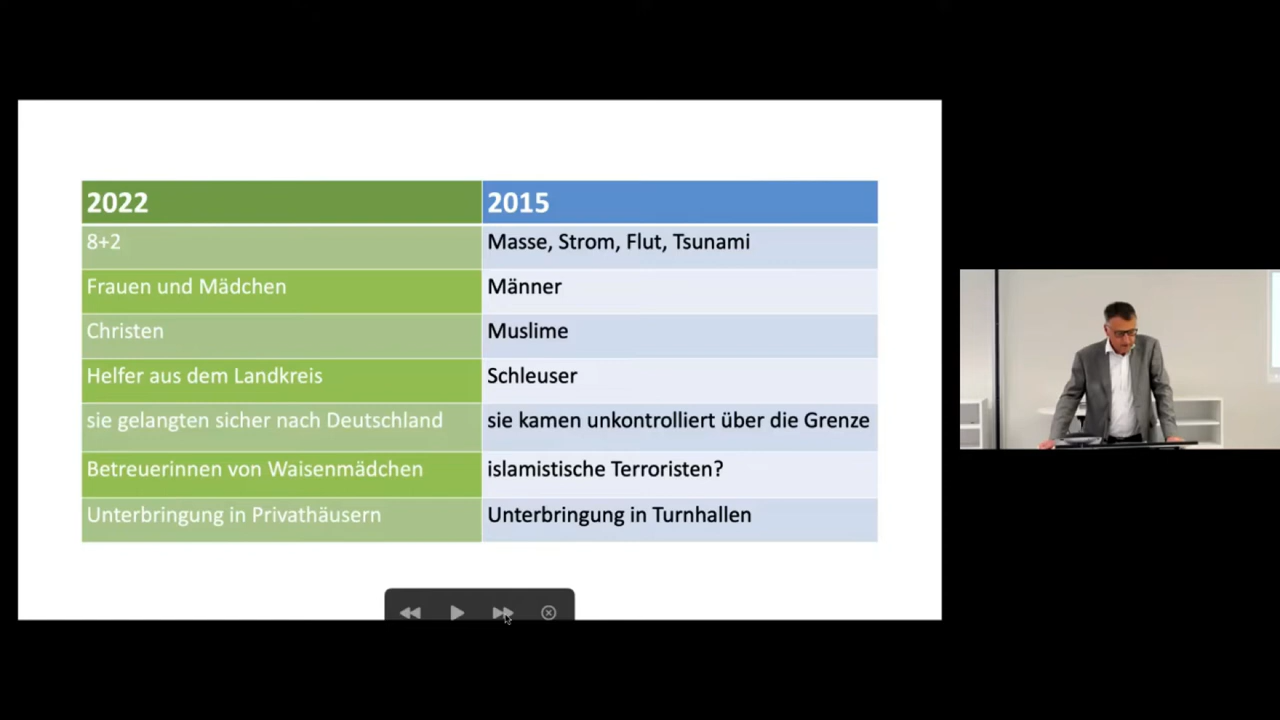 2022 2015
8+2 Masse, Strom, Flut, Tsunami
Frauen und Mädchen Männer
Christen Muslime
Helfer aus dem Landkreis Schleuser
sie gelangten sicher nach Deutschland sie kamen unkontrolliert über die Grenze
Betreuerinnen von Waisenmädchen islamistische Terroristen?
Unterbringung in Privathäusern Unterbringung in Turnhallen